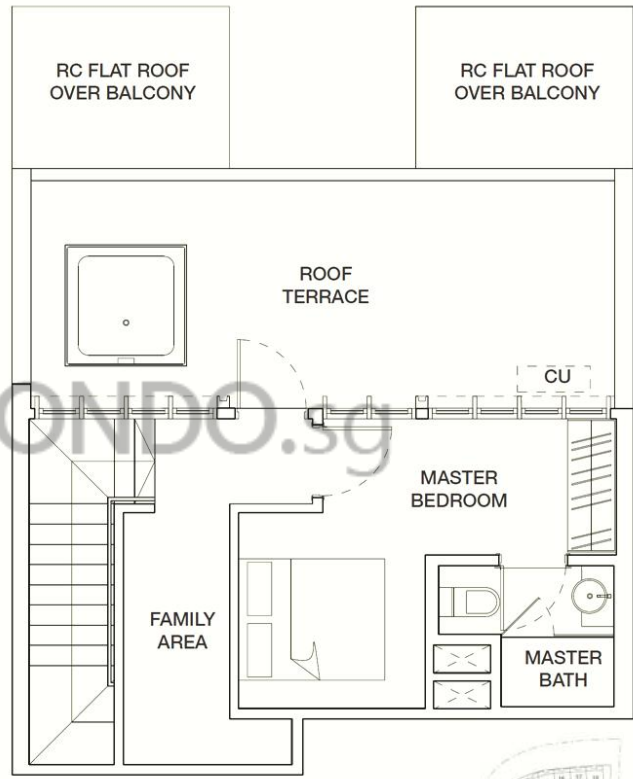 RC FLAT ROOF
OVER BALCONY
RC FLAT ROOF
OVER BALCONY
ROOF
TERRACE
CU
ONDO.sg
MASTER
BEDROOM
FAMILY
AREA
MASTER
BATH